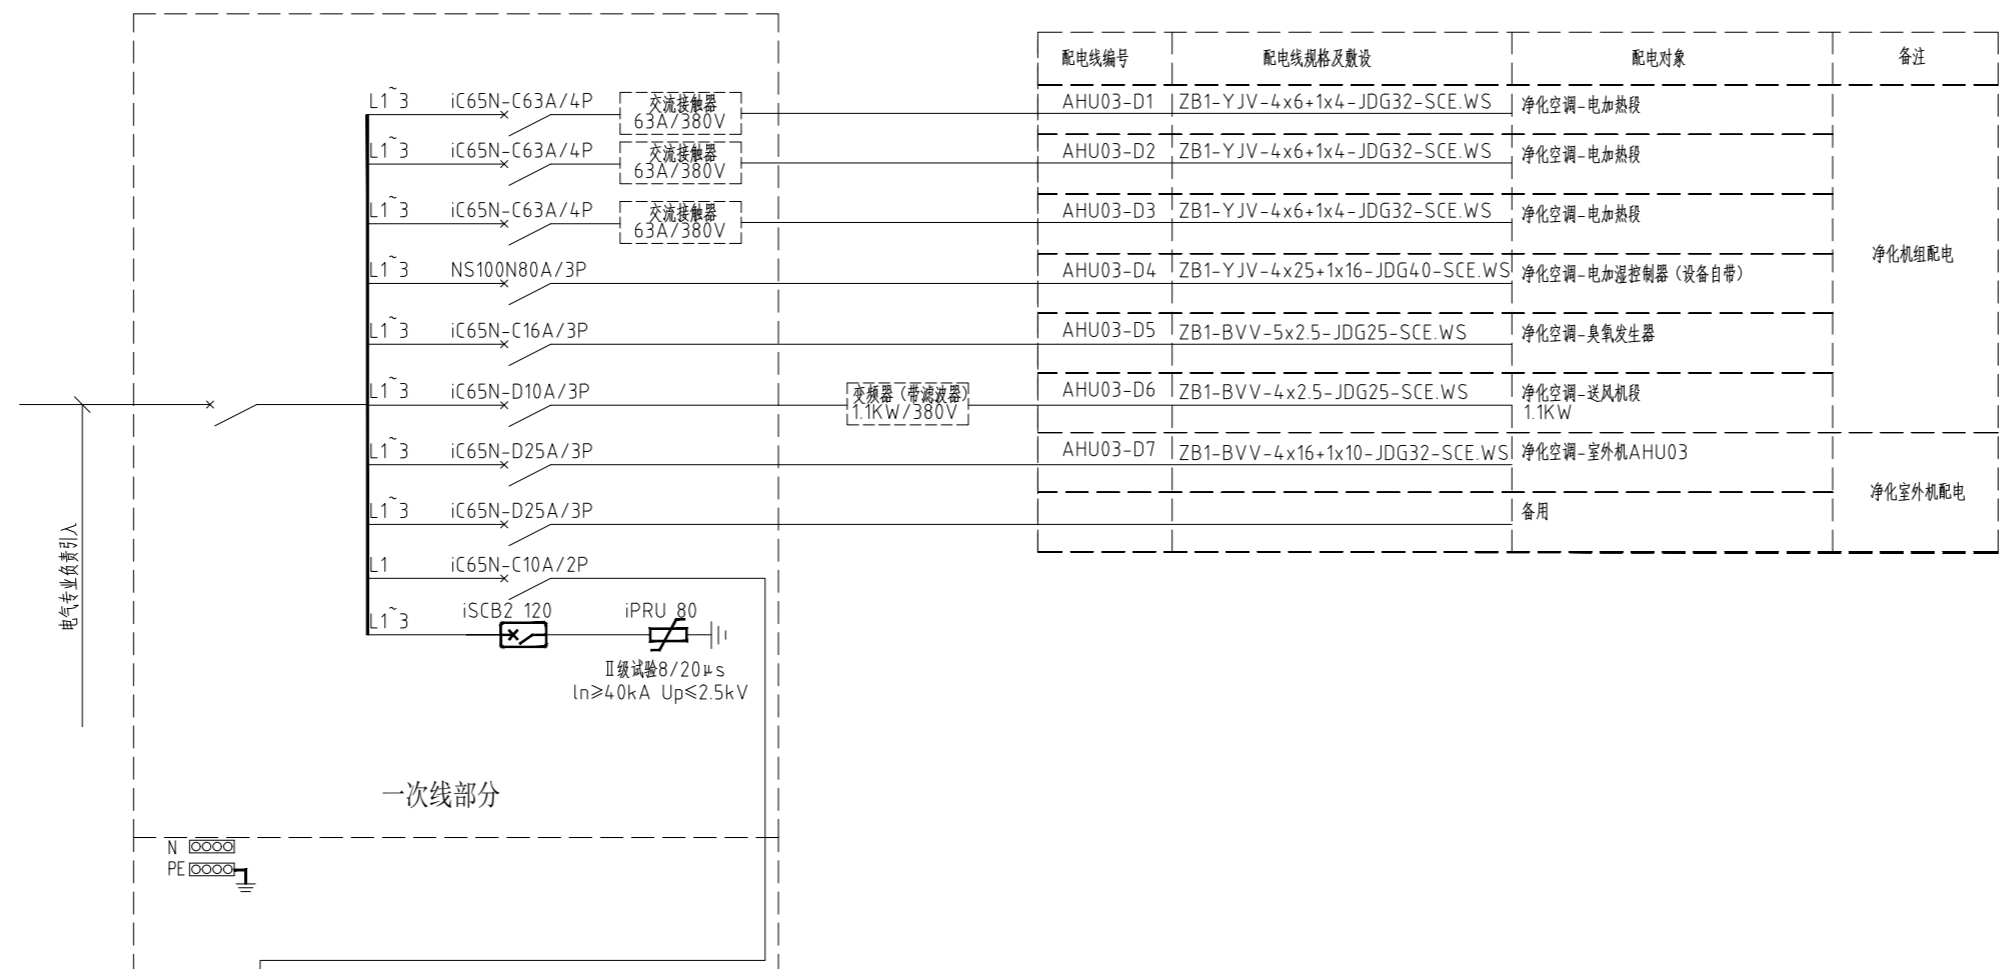 配电线编号 配电线规格及敷设 配电对象 备注
L1~3 iC65N-C63A/4P 交流接触器 AHU03-D1 ZB1-YJV-4x6+1x4-JDG32-SCE.WS 净化空调-电加热段
63A/380V
L1~3 iC65N-C63A/4P 交流接触器 AHU03-D2 ZB1-YJV-4x6+1x4-JDG32-SCE.WS 净化空调-电加热段
63A/380V
L1~3 iC65N-C63A/4P 交流接触器 AHU03-D3 ZB1-YJV-4x6+1x4-JDG32-SCE.WS 净化空调-电加热段
63A/380V
净化机组配电
L1~3 NS100N80A/3P AHU03-D4 ZB1-YJV-4x25+1x16-JDG40-SCE.WS 净化空调-电加湿控制器(设备自带)
L1~3 iC65N-C16A/3P AHU03-D5 ZB1-BVV-5x2.5-JDG25-SCE.WS 净化空调-臭氧发生器
L1~3 iC65N-D10A/3P 变频器(带滤波器) AHU03-D6 ZB1-BVV-4x2.5-JDG25-SCE.WS 净化空调-送风机段
1.1KW/380V 1.1KW
L1~3 iC65N-D25A/3P AHU03-D7 ZB1-BVV-4x16+1x10-JDG32-SCE.WS 净化空调-室外机AHU03
净化室外机配电
L1~3 iC65N-D25A/3P 备用
L1 iC65N-C10A/2P
L1~3 iSCB2 120 iPRU 80
Ⅱ级试验8/20μs
ln≥40kA Up≤2.5kV
电气专业负责引入
一次线部分
N
PE